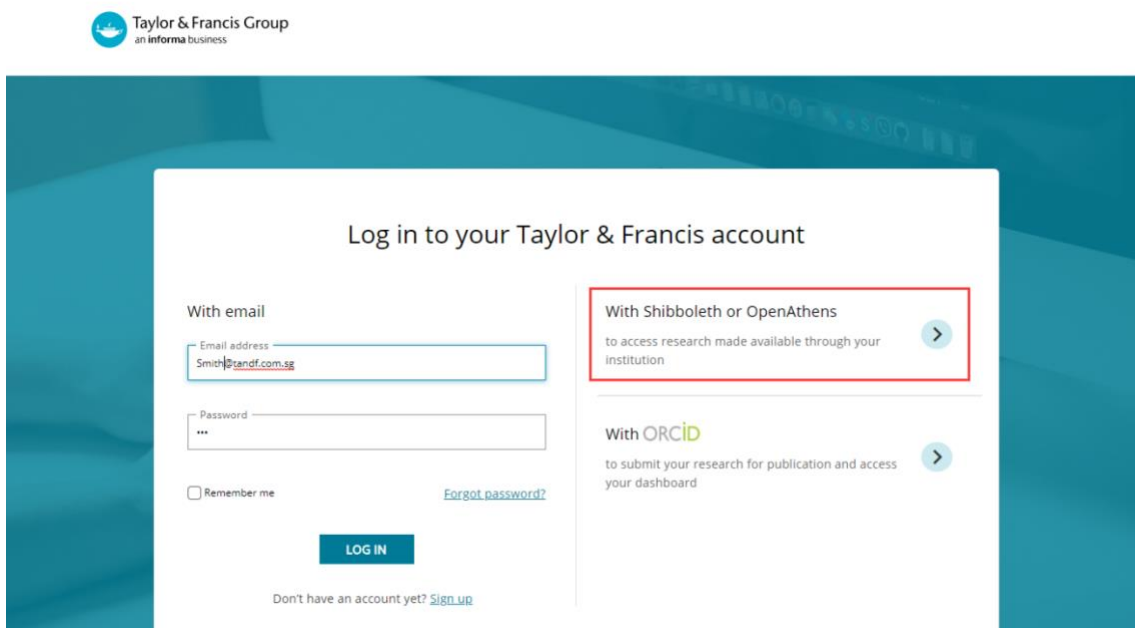 Taylor & Francis Group
an informa business
Log in to your Taylor & Francis account
With email
Email address
Smith@tandf.com.sg
Password
•••
Remember me
Forgot password?
LOG IN
Don't have an account yet? Sign up
With Shibboleth or OpenAthens
to access research made available through your
institution
With ORCID
to submit your research for publication and access
your dashboard